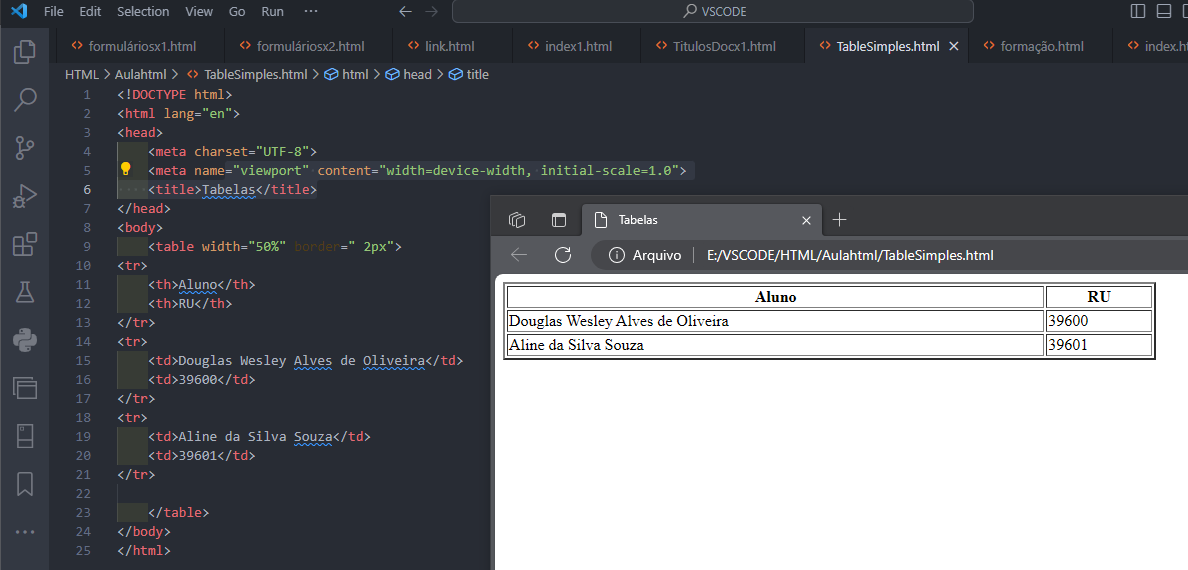 File Edit Selection View Go Run ··· VSCODE
formuláriosx1.html formuláriosx2.html link.html index1.html TitulosDocx1.html TableSimples.html formação.html index.ht
HTML > Aulahtml > TableSimples.html > html > head > title
1 <!DOCTYPE html>
2 <html lang="en">
3 <head>
4 <meta charset="UTF-8">
5 <meta name="viewport" content="width=device-width, initial-scale=1.0">
6 <title>Tabelas</title>
7 </head>
8 <body>
9 <table width="50%" border=" 2px">
10 <tr>
11 <th>Aluno</th>
12 <th>RU</th>
13 </tr>
14 <tr>
15 <td>Douglas Wesley Alves de Oliveira</td>
16 <td>39600</td>
17 </tr>
18 <tr>
19 <td>Aline da Silva Souza</td>
20 <td>39601</td>
21 </tr>
22
23 </table>
24 </body>
25 </html>
Tabelas
Arquivo E:/VSCODE/HTML/Aulahtml/TableSimples.html
Aluno RU
Douglas Wesley Alves de Oliveira 39600
Aline da Silva Souza 39601